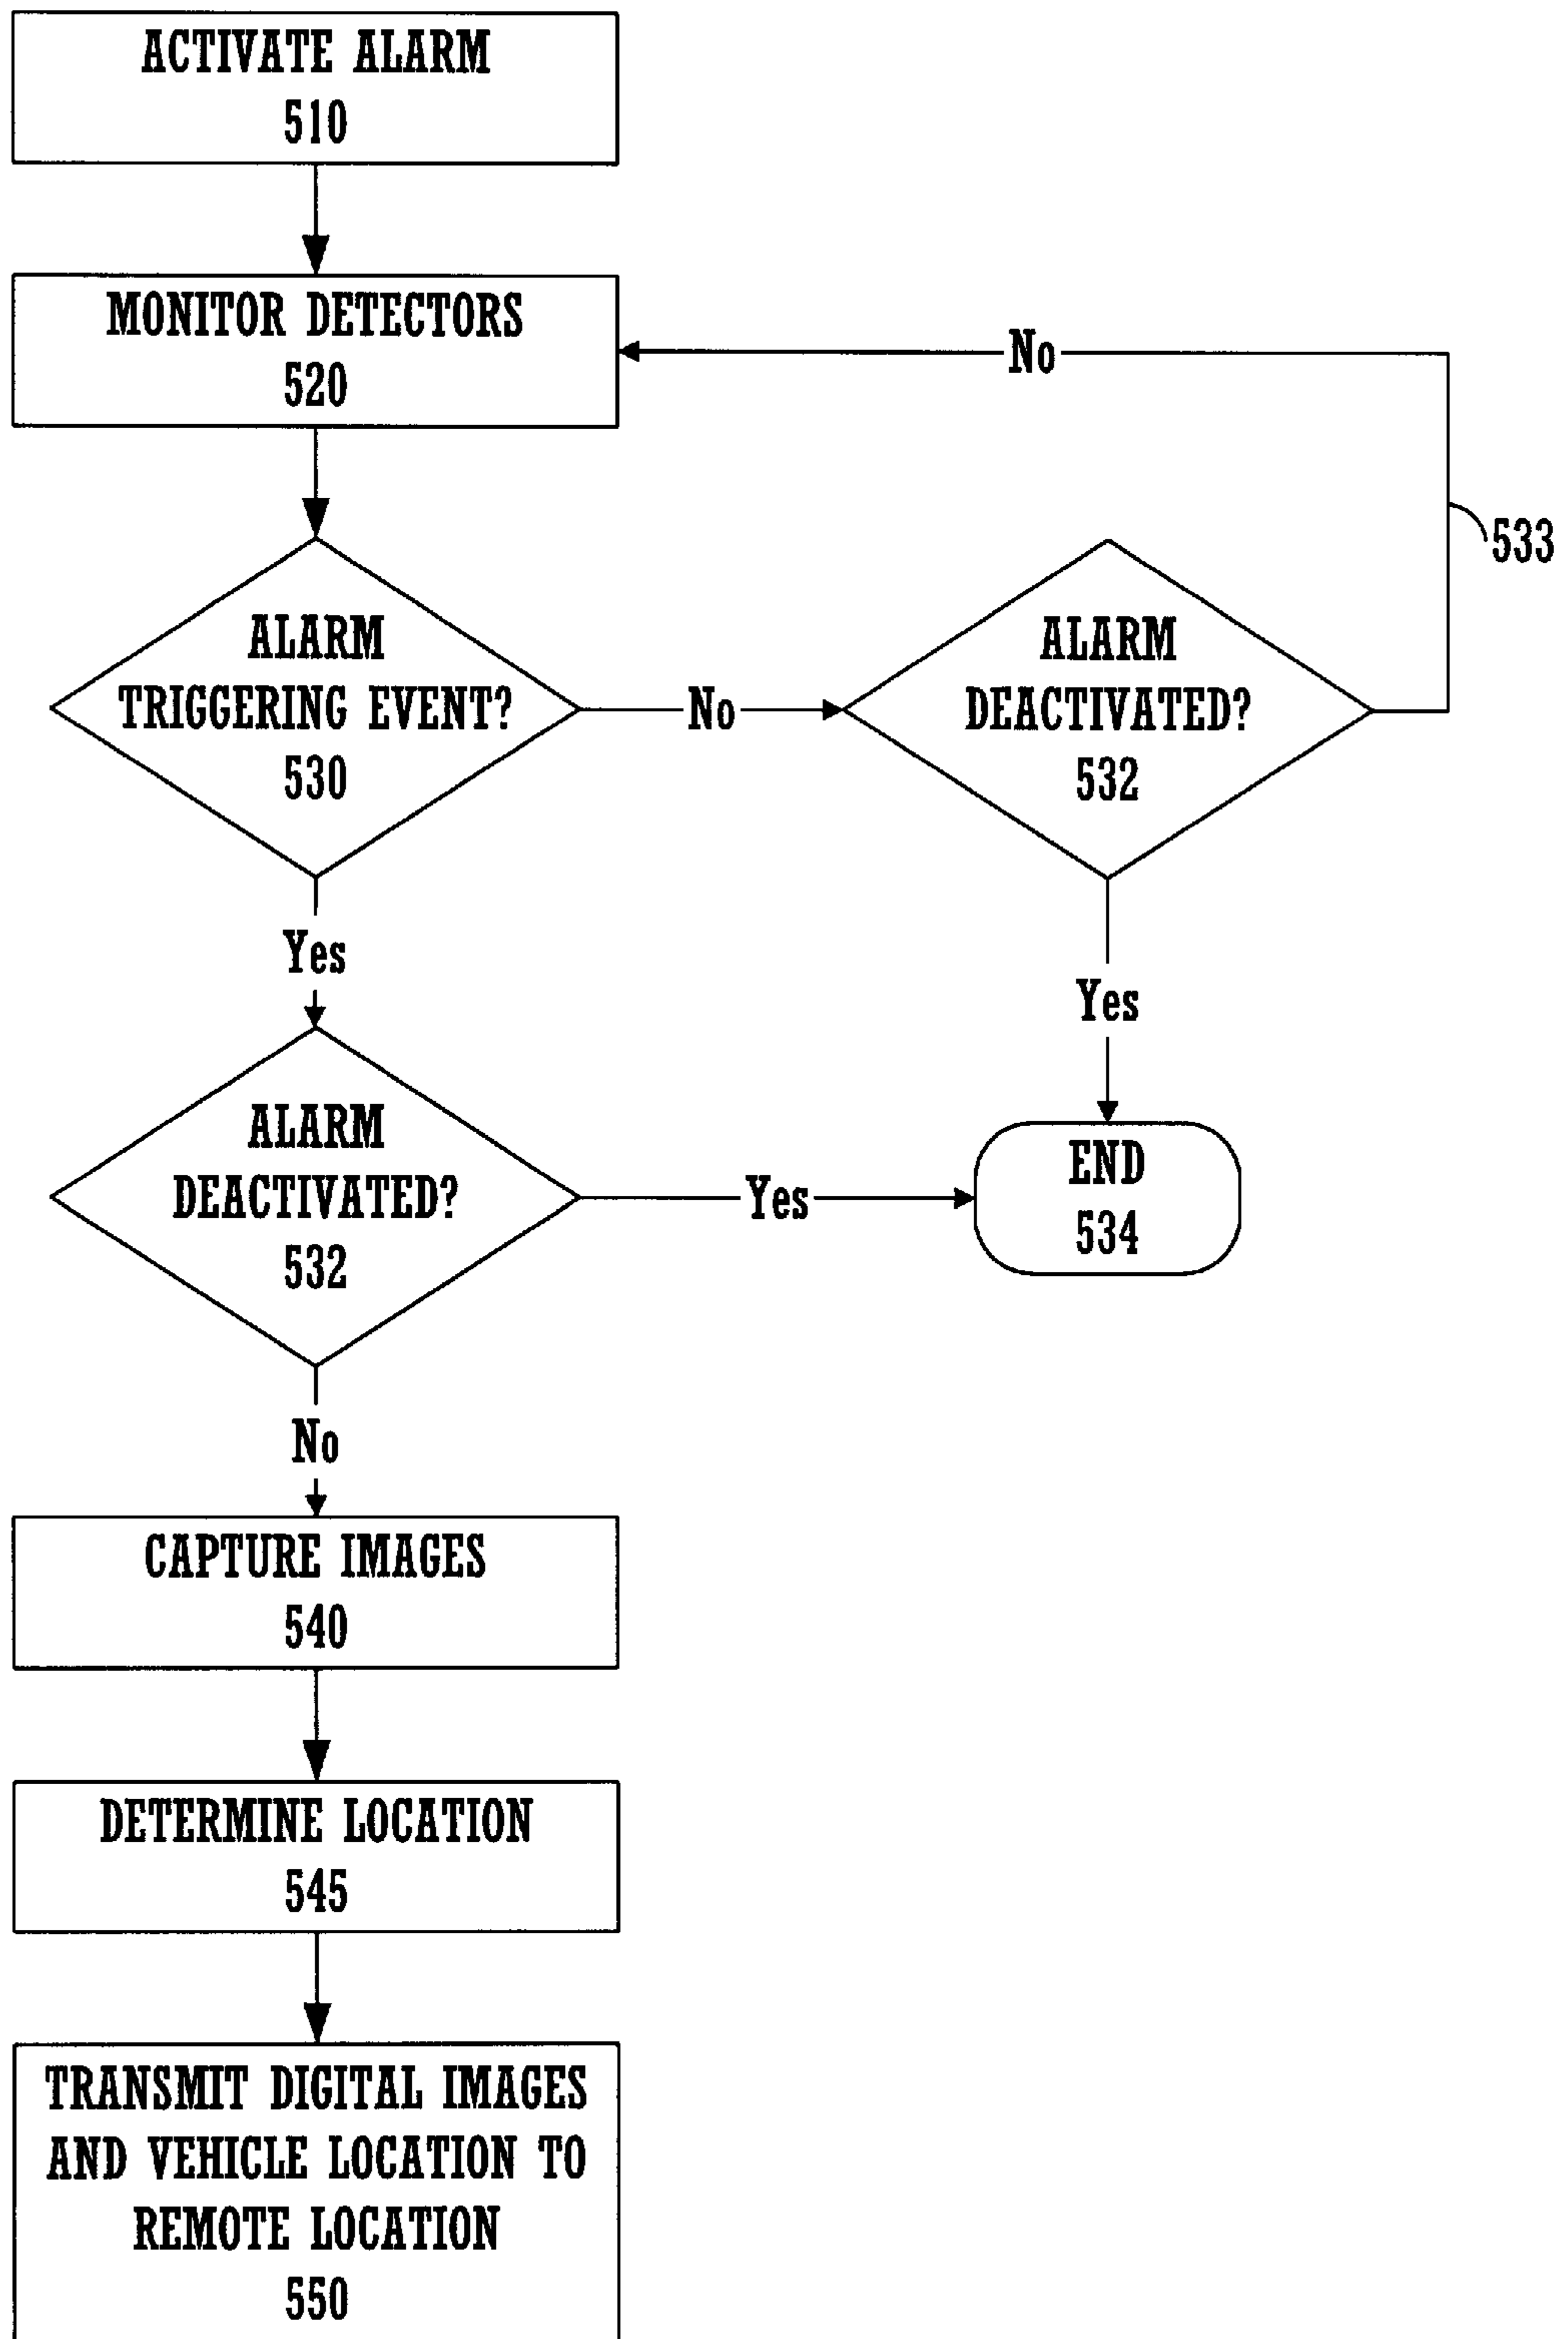 ACTIVATE ALARM
510
MONITOR DETECTORS
520
No
533
ALARM
TRIGGERING EVENT?
530
No
ALARM
DEACTIVATED?
532
Yes
Yes
ALARM
DEACTIVATED?
532
Yes
END
534
No
CAPTURE IMAGES
540
DETERMINE LOCATION
545
TRANSMIT DIGITAL IMAGES
AND VEHICLE LOCATION TO
REMOTE LOCATION
550